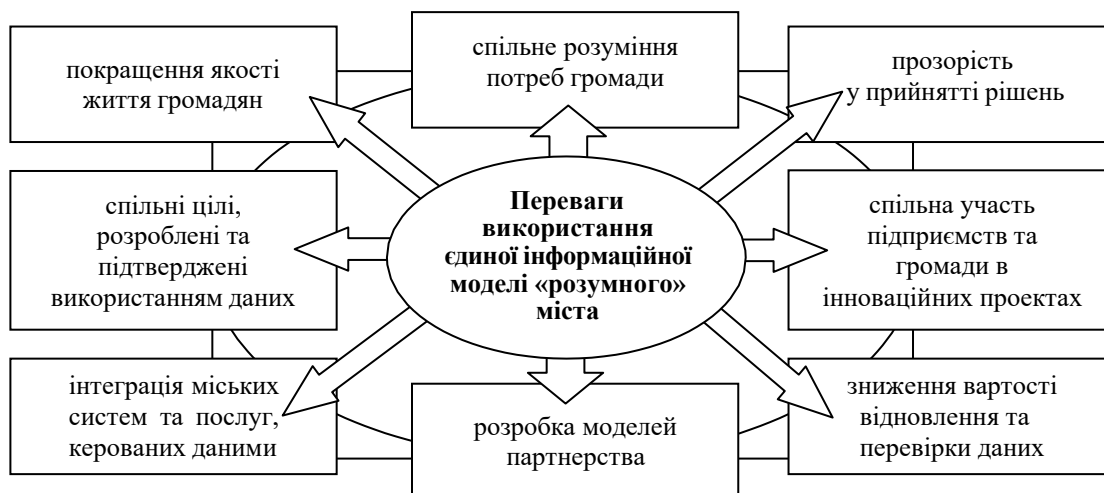 покращення якості
життя громадян
спільне розуміння
потреб громади
прозорість
у прийнятті рішень
спільні цілі,
розроблені та
підтверджені
використанням даних
Переваги
використання
єдиної інформаційної
моделі «розумного»
міста
спільна участь
підприємств та
громади в
інноваційних проектах
інтеграція міських
систем та послуг,
керованих даними
розробка моделей
партнерства
зниження вартості
відновлення та
перевірки даних